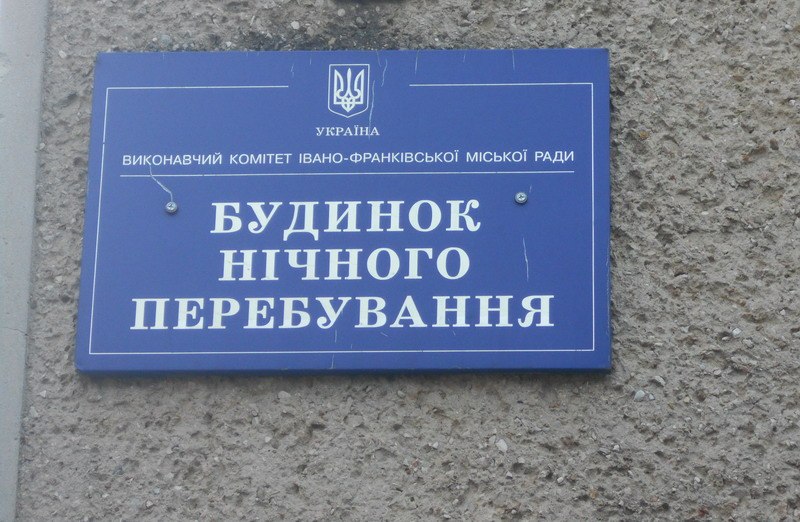 УКРАЇНА
ВИКОНАВЧИЙ КОМІТЕТ ІВАНО-ФРАНКІВСЬКОЇ МІСЬКОЇ РАДИ
БУДИНОК
НІЧНОГО
ПЕРЕБУВАННЯ